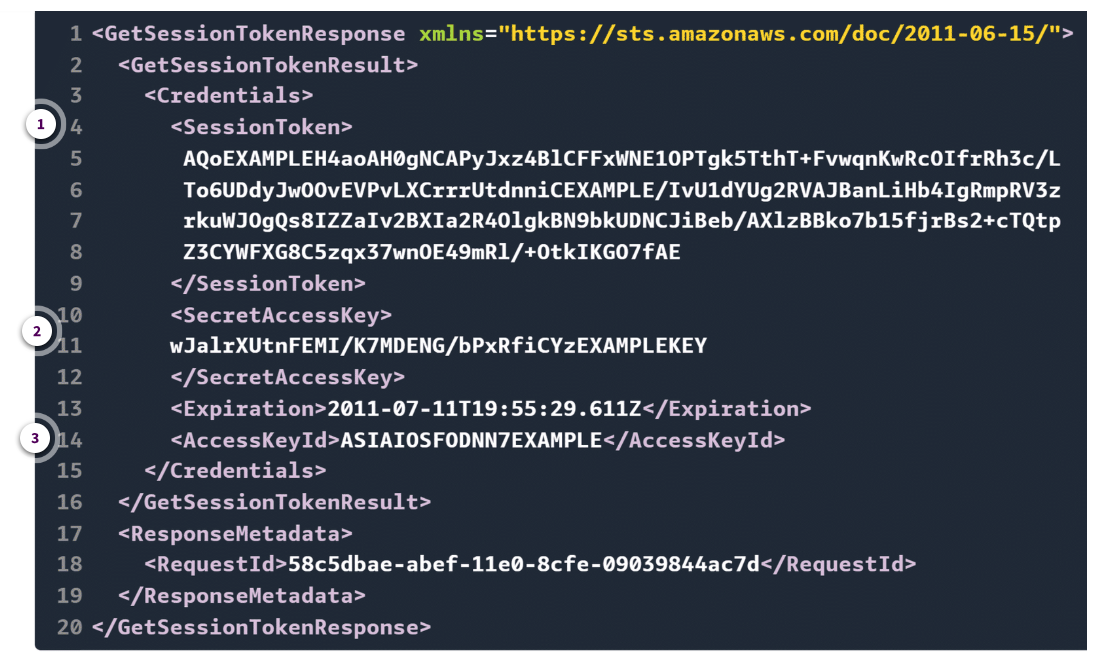 1 <GetSessionTokenResponse xmlns="https://sts.amazonaws.com/doc/2011-06-15/">
2 <GetSessionTokenResult>
3 <Credentials>
1 4 <SessionToken>
5 AQoEXAMPLEH4aoAH0gNCAPyJxz4BlCFFxWNE1OPTgk5TthT+FvwqnKwRcOIfrRh3c/L
6 To6UDdyJwOOvEVPvLXCrrrUtdnniCEXAMPLE/IvU1dYUg2RVAJBanLiHb4IgRmpRV3z
7 rkuWJOgQs8IZZaIv2BXIa2R4OlgkBN9bkUDNCJiBeb/AXlzBBko7b15fjrBs2+cTQtp
8 Z3CYWFXG8C5zqx37wnOE49mRl/+OtkIKGO7fAE
9 </SessionToken>
10 <SecretAccessKey>
2 11 wJalrXUtnFEMI/K7MDENG/bPxRfiCYzEXAMPLEKEY
12 </SecretAccessKey>
13 <Expiration>2011-07-11T19:55:29.611Z</Expiration>
3 14 <AccessKeyId>ASIAIOSFODNN7EXAMPLE</AccessKeyId>
15 </Credentials>
16 </GetSessionTokenResult>
17 <ResponseMetadata>
18 <RequestId>58c5dbae-abef-11e0-8cfe-09039844ac7d</RequestId>
19 </ResponseMetadata>
20 </GetSessionTokenResponse>